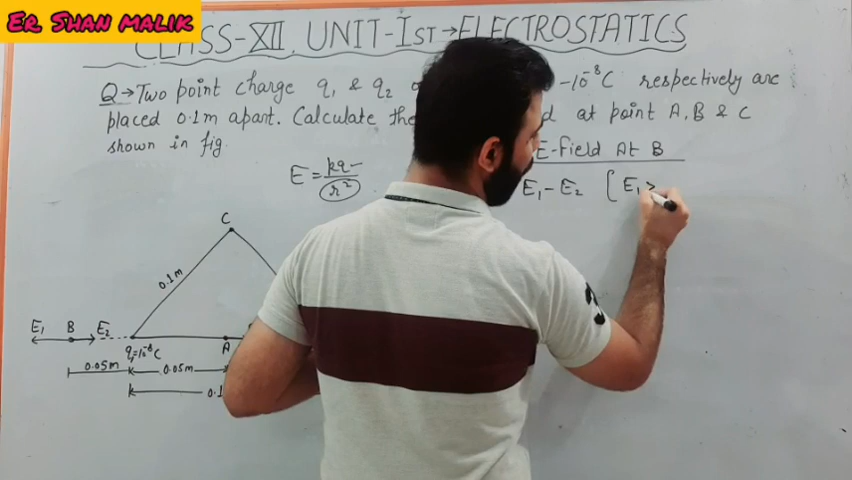 Er. Shan malik
CLASS-XII, UNIT-Ist→ELECTROSTATICS
Q→Two point charge q₁ & q₂ -10⁻⁸C respectively are
placed 0.1m apart. Calculate the at point A, B & C
shown in fig.
E = kq/r²
E-field At B
E₁-E₂ [E₁>
C
0.1m
E₁ B E₂
q₁=10⁻⁸C
A
0.05m 0.05m
0.1